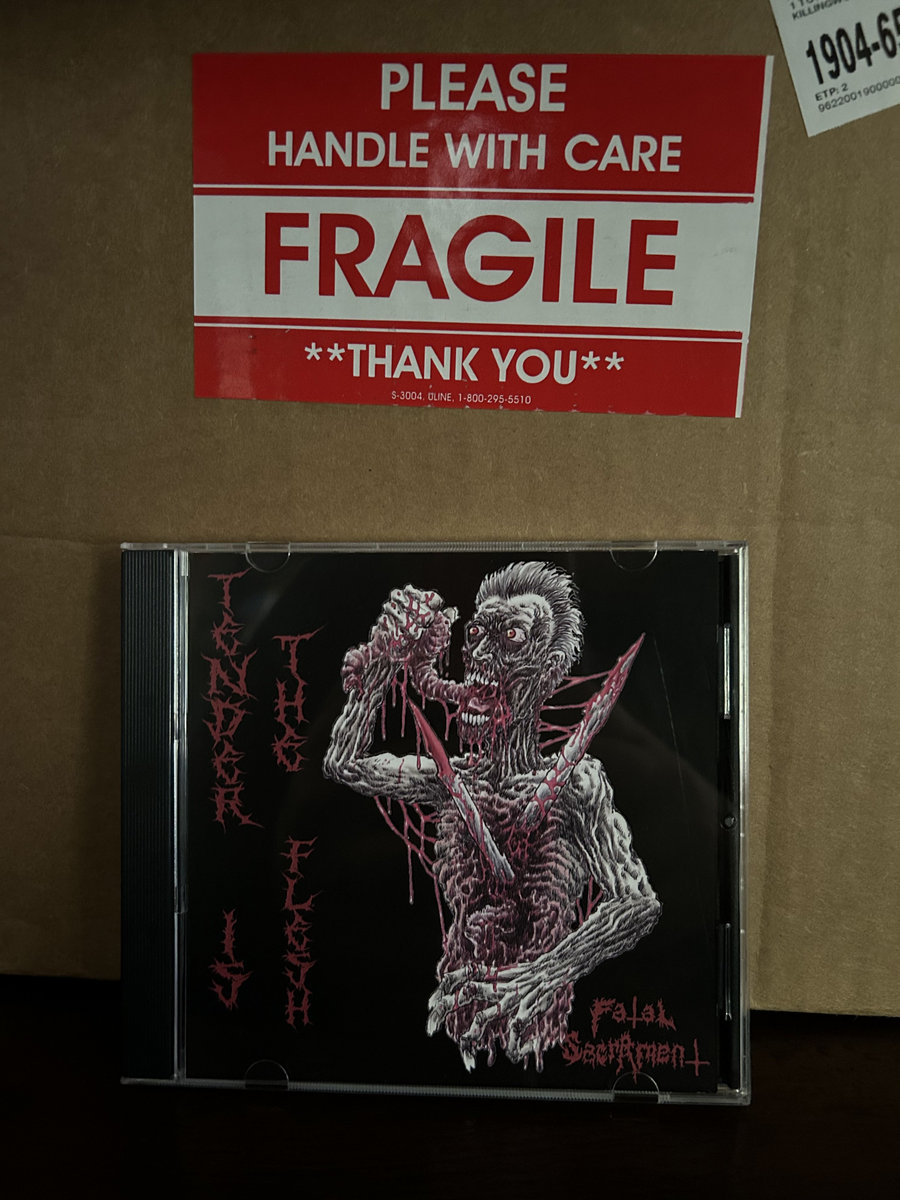 KILLINGW
1904-65
ETP: 2
PLEASE
HANDLE WITH CARE
FRAGILE
**THANK YOU**
S-3004, ULINE, 1-800-295-5510
TENDER IS
THE FLESH
Fatal
Sacrament